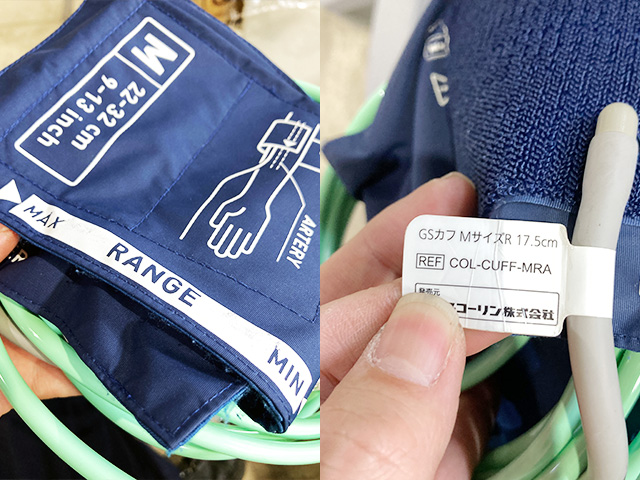 M
22-32 cm
9-13 inch
ARTERY
MAX
RANGE
MIN
GSカフ MサイズR 17.5cm
REF COL-CUFF-MRA
発売元
コーリン株式会社